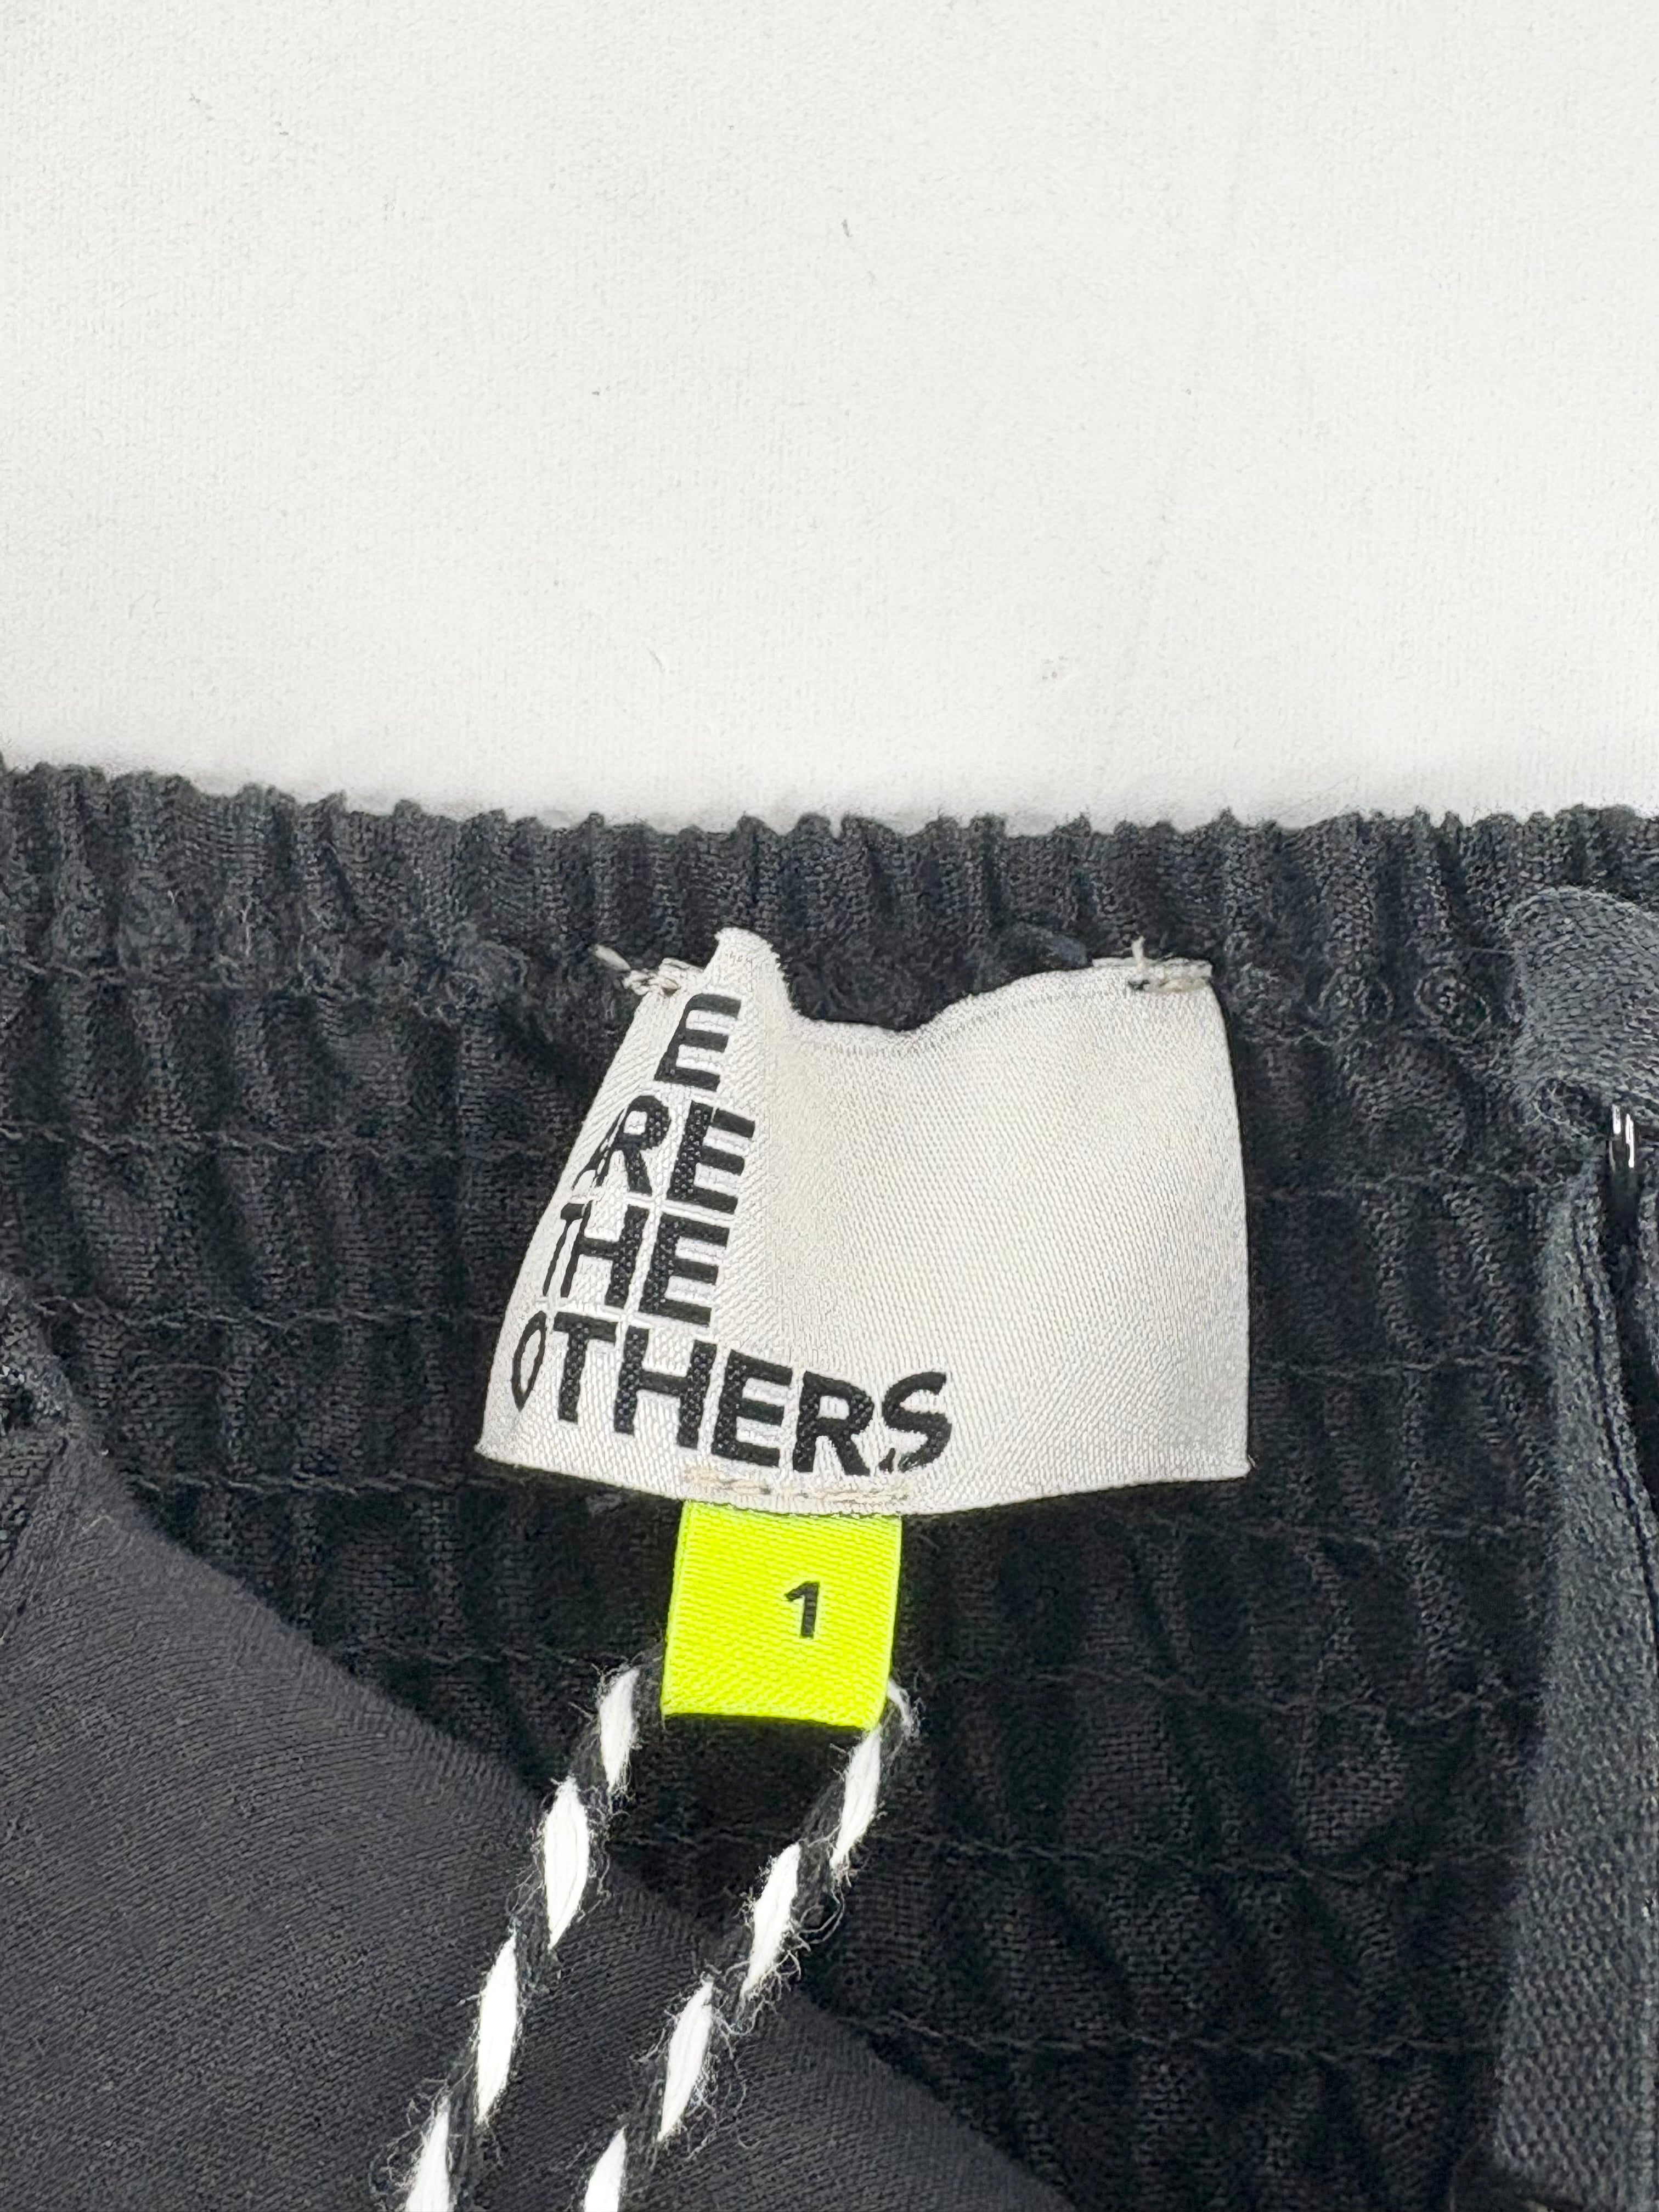 E
ARE
THE
OTHERS
1